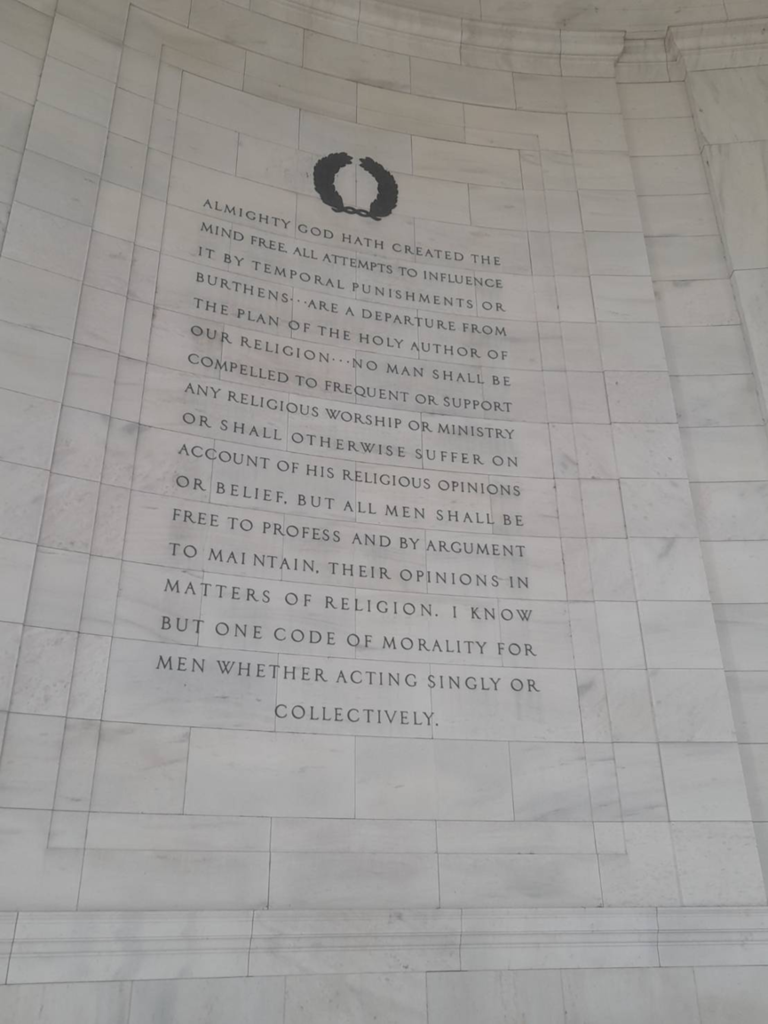 ALMIGHTY GOD HATH CREATED THE
MIND FREE. ALL ATTEMPTS TO INFLUENCE
IT BY TEMPORAL PUNISHMENTS OR
BURTHENS···ARE A DEPARTURE FROM
THE PLAN OF THE HOLY AUTHOR OF
OUR RELIGION···NO MAN SHALL BE
COMPELLED TO FREQUENT OR SUPPORT
ANY RELIGIOUS WORSHIP OR MINISTRY
OR SHALL OTHERWISE SUFFER ON
ACCOUNT OF HIS RELIGIOUS OPINIONS
OR BELIEF. BUT ALL MEN SHALL BE
FREE TO PROFESS AND BY ARGUMENT
TO MAINTAIN. THEIR OPINIONS IN
MATTERS OF RELIGION. I KNOW
BUT ONE CODE OF MORALITY FOR
MEN WHETHER ACTING SINGLY OR
COLLECTIVELY.